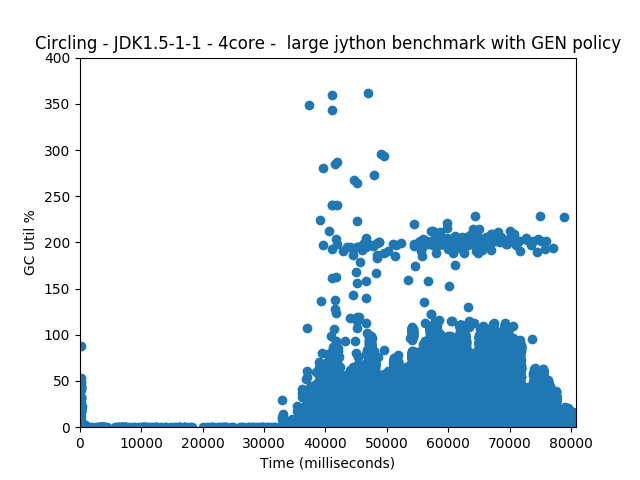 Circling - JDK1.5-1-1 - 4core -  large jython benchmark with GEN policy
400
350
300
250
200
150
100
50
0
GC Util %
0 10000 20000 30000 40000 50000 60000 70000 80000
Time (milliseconds)